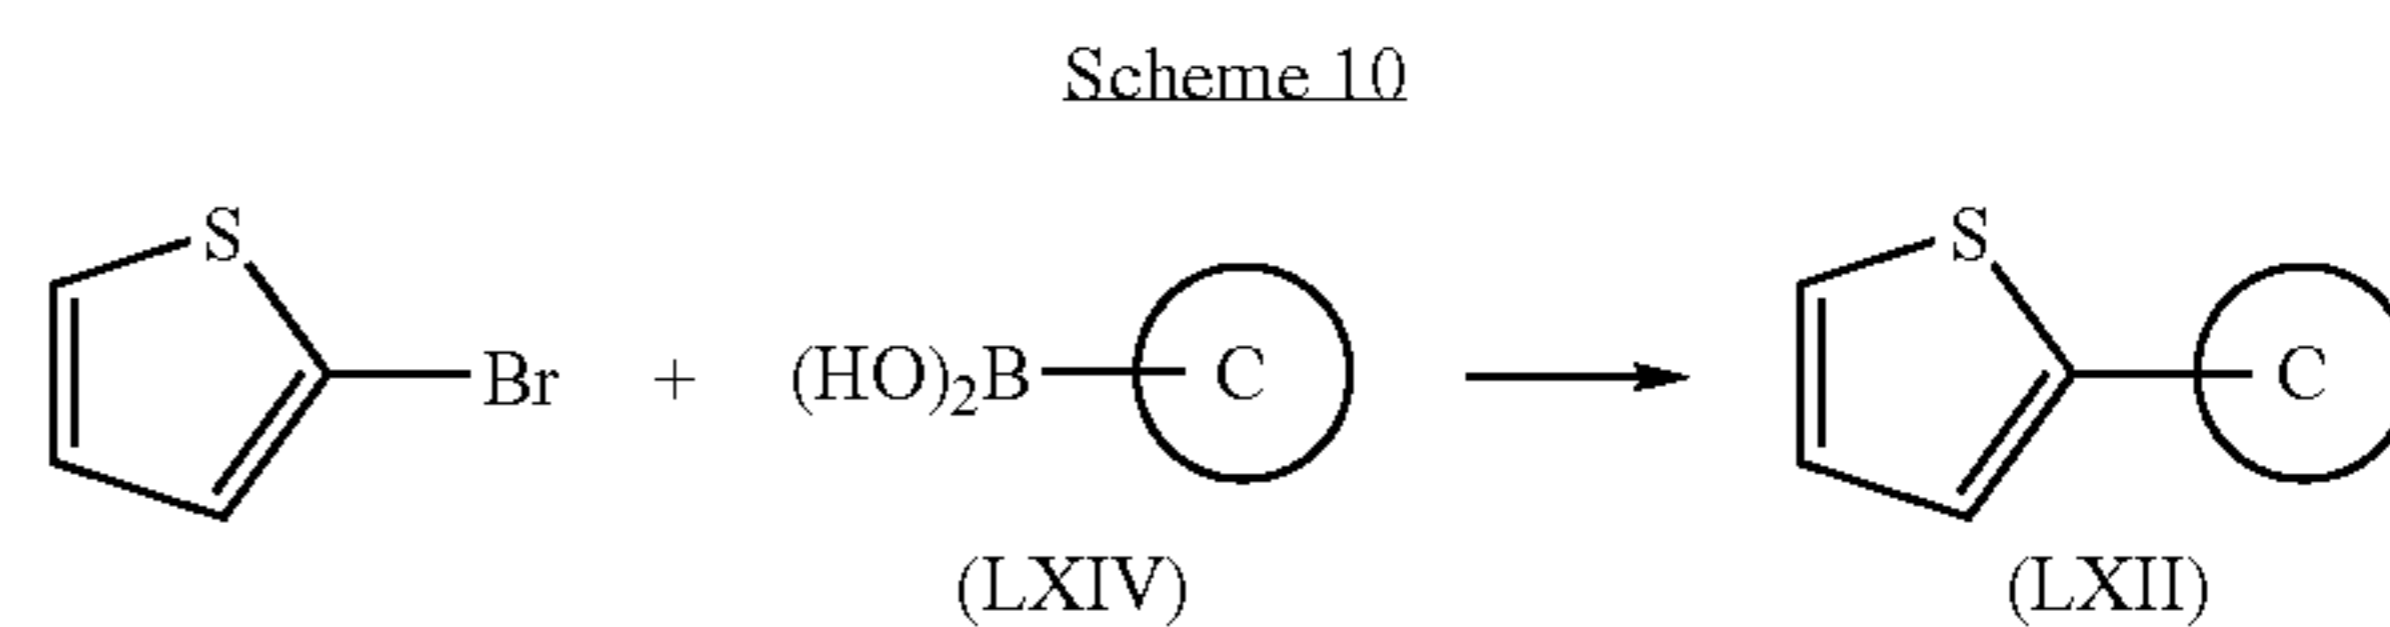 Scheme 10
S S
Br + (HO)₂B C C
(LXIV) (LXII)